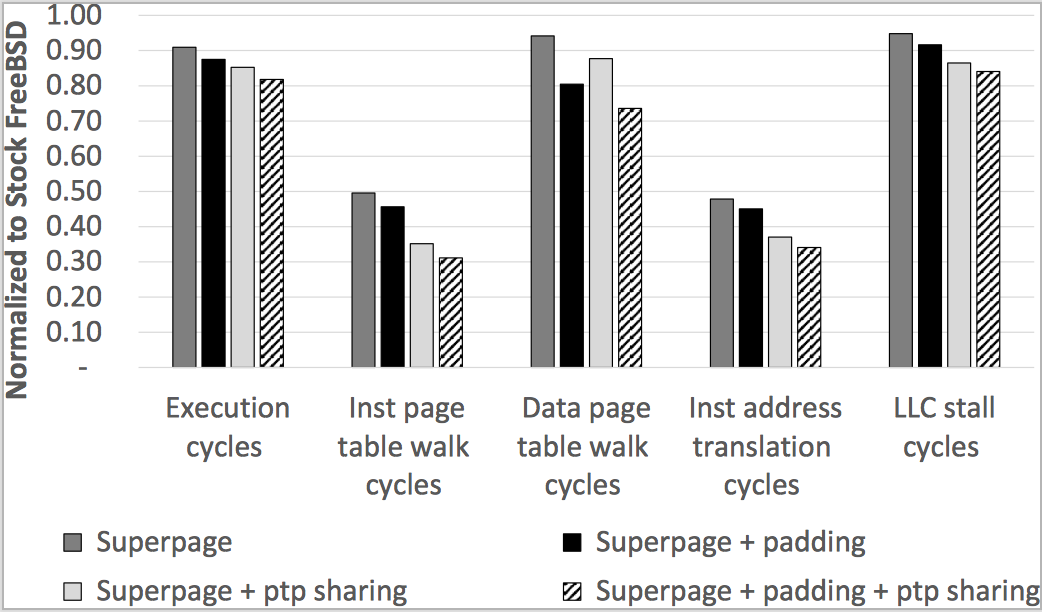 Normalized to Stock FreeBSD
1.00
0.90
0.80
0.70
0.60
0.50
0.40
0.30
0.20
0.10
-
Execution
cycles
Inst page
table walk
cycles
Data page
table walk
cycles
Inst address
translation
cycles
LLC stall
cycles
Superpage
Superpage + padding
Superpage + ptp sharing
Superpage + padding + ptp sharing